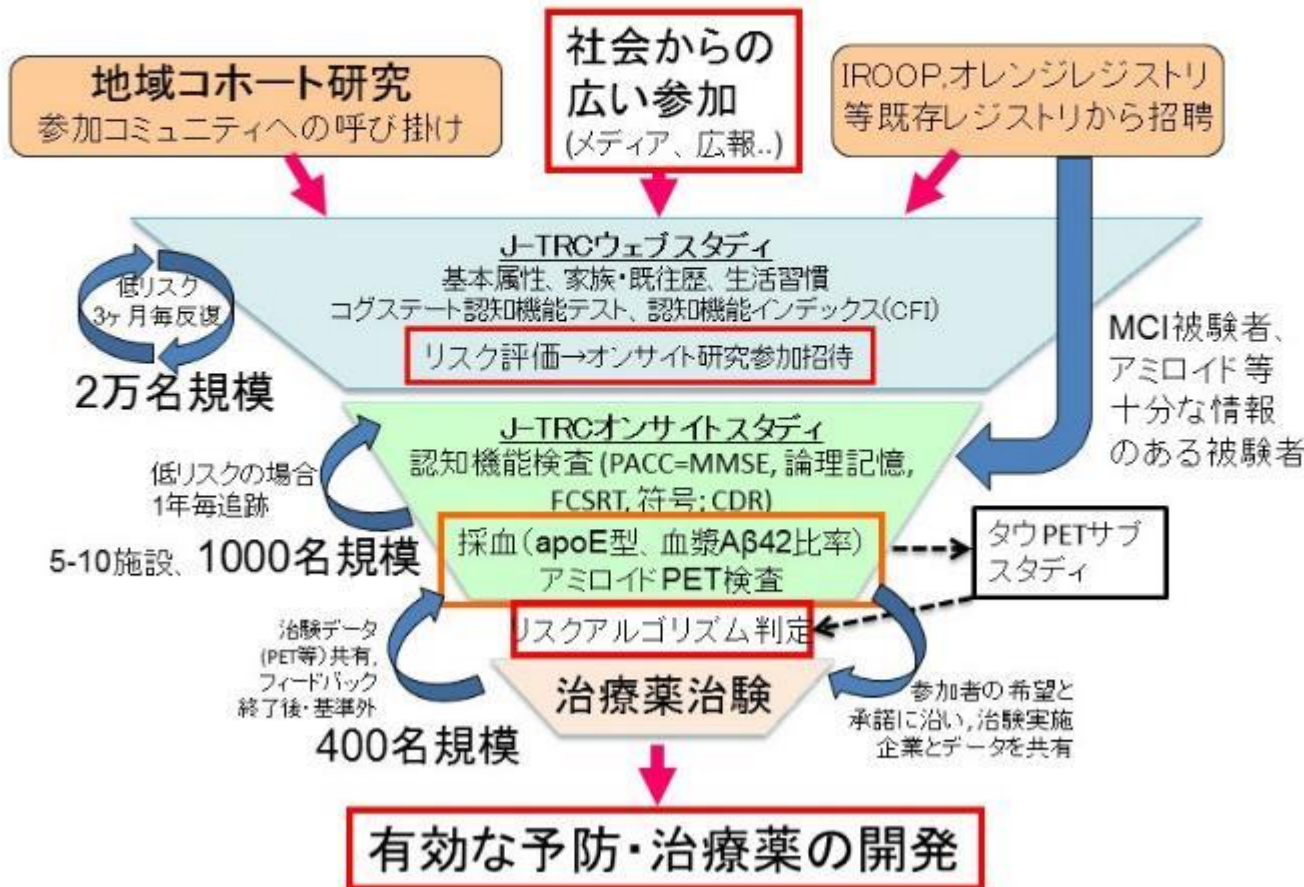 地域コホート研究
参加コミュニティへの呼び掛け
社会からの
広い参加
(メディア、広報..)
IROOP,オレンジレジストリ
等既存レジストリから招聘
J-TRCウェブスタディ
基本属性、家族・既往歴、生活習慣
コグステート認知機能テスト、認知機能インデックス(CFI)
リスク評価→オンサイト研究参加招待
低リスク
3ヶ月毎反復
2万名規模
MCI被験者、
アミロイド等
十分な情報
のある被験者
J-TRCオンサイトスタディ
認知機能検査(PACC=MMSE, 論理記憶,
FCSRT, 符号; CDR)
採血(apoE型、血漿Aβ42比率)
アミロイドPET検査
低リスクの場合
1年毎追跡
5-10施設、1000名規模
タウPETサブ
スタディ
リスクアルゴリズム判定
治療薬治験
治験データ
(PET等)共有,
フィードバック
終了後・基準外
400名規模
参加者の希望と
承諾に沿い,治験実施
企業とデータを共有
有効な予防・治療薬の開発